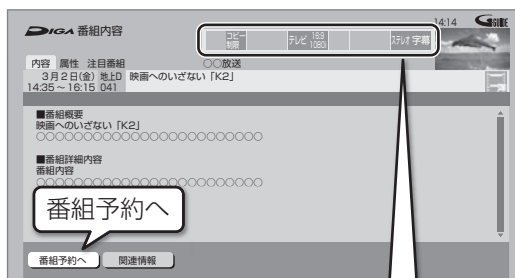 DIGA 番組内容
コピー 制限
テレビ 16:9 1080i
ステレオ 字幕
14:14 GGUIDE
内容 属性 注目番組 ○○放送
3月2日(金) 地上D 映画へのいざない「K2」
14:35~16:15 041
■番組概要
映画へのいざない「K2」
○○○○○○○○○○○○○○○○○○○○○○○
■番組詳細内容
番組内容
○○○○○○○○○○○○○○○○○○○○○○○
番組予約へ
番組予約へ 関連情報